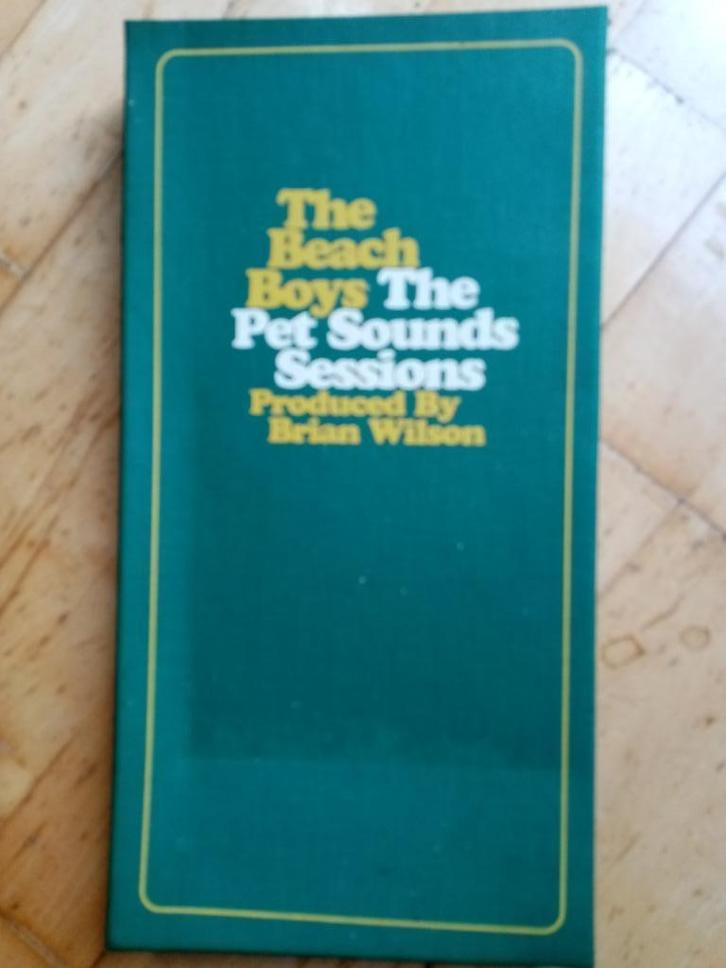 The
Beach
Boys The
Pet Sounds
Sessions
Produced By
Brian Wilson